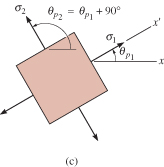 σ₂ θₚ₂ = θₚ₁ + 90°
x′
σ₁
θₚ₁
x
(c)